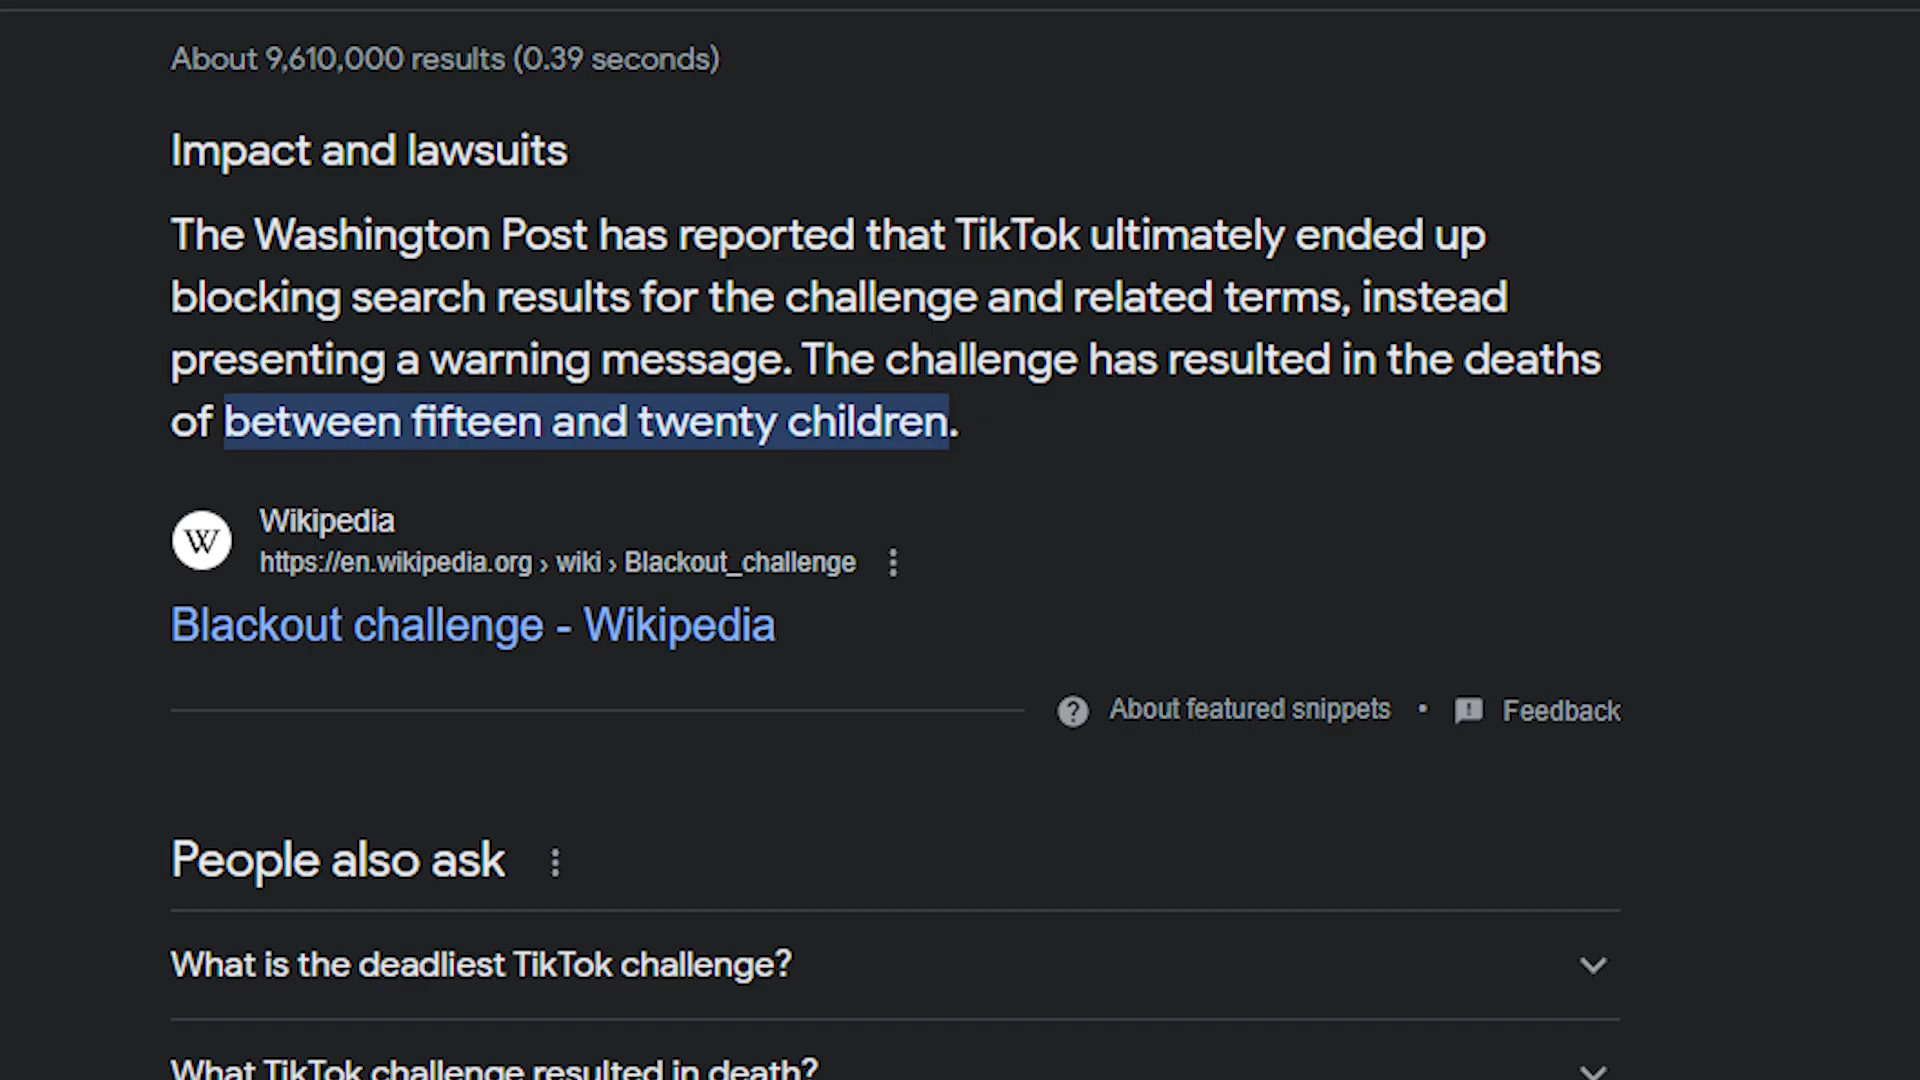 About 9,610,000 results (0.39 seconds)
Impact and lawsuits
The Washington Post has reported that TikTok ultimately ended up
blocking search results for the challenge and related terms, instead
presenting a warning message. The challenge has resulted in the deaths
of between fifteen and twenty children.
W
Wikipedia
https://en.wikipedia.org › wiki › Blackout_challenge
Blackout challenge - Wikipedia
About featured snippets • Feedback
People also ask
What is the deadliest TikTok challenge?
What TikTok challenge resulted in death?